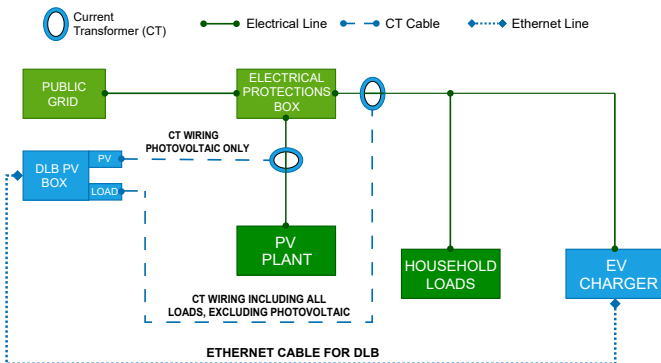 Current
Transformer (CT)
Electrical Line
CT Cable
Ethernet Line
PUBLIC
GRID
ELECTRICAL
PROTECTIONS
BOX
CT WIRING
PHOTOVOLTAIC ONLY
DLB PV
BOX
PV
LOAD
PV
PLANT
HOUSEHOLD
LOADS
EV
CHARGER
CT WIRING INCLUDING ALL
LOADS, EXCLUDING PHOTOVOLTAIC
ETHERNET CABLE FOR DLB